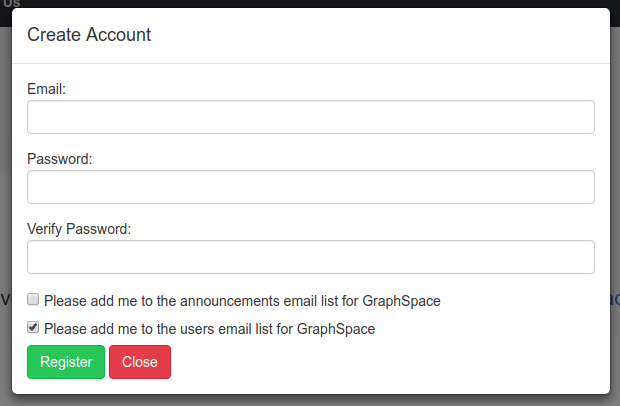 Us
Create Account
Email:
Password:
Verify Password:
Please add me to the announcements email list for GraphSpace
Please add me to the users email list for GraphSpace
Register Close